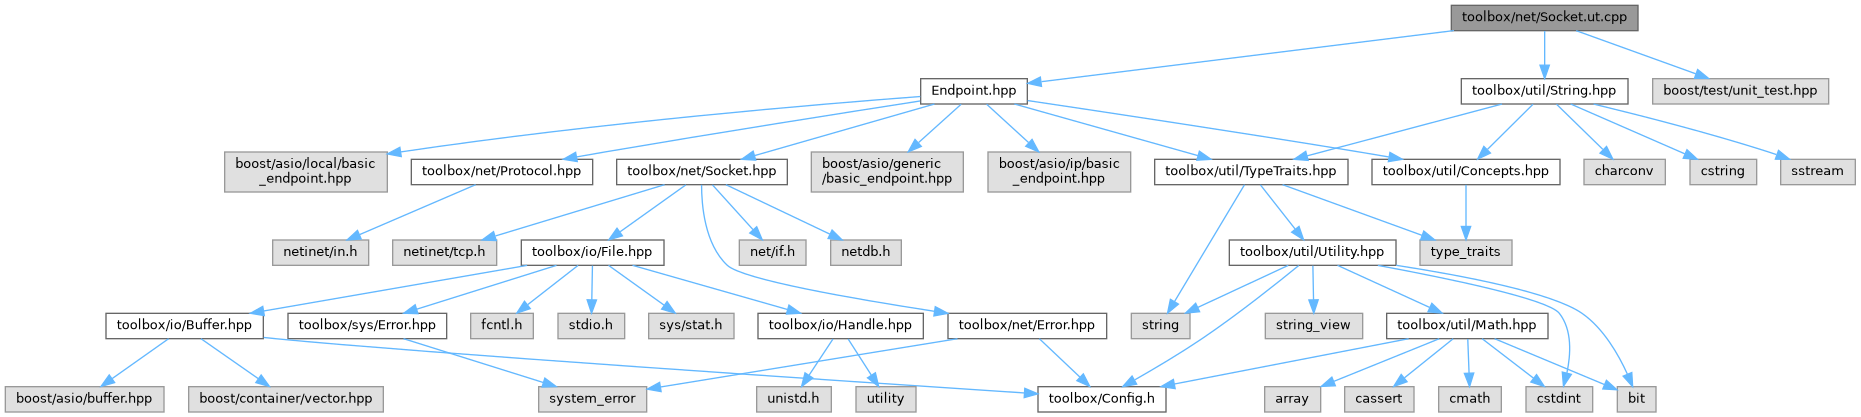 toolbox/net/Socket.ut.cpp
Endpoint.hpp
toolbox/util/String.hpp
boost/test/unit_test.hpp
boost/asio/local/basic
_endpoint.hpp
toolbox/net/Protocol.hpp
toolbox/net/Socket.hpp
boost/asio/generic
/basic_endpoint.hpp
boost/asio/ip/basic
_endpoint.hpp
toolbox/util/TypeTraits.hpp
toolbox/util/Concepts.hpp
charconv
cstring
sstream
netinet/in.h
netinet/tcp.h
toolbox/io/File.hpp
net/if.h
netdb.h
toolbox/util/Utility.hpp
type_traits
toolbox/io/Buffer.hpp
toolbox/sys/Error.hpp
fcntl.h
stdio.h
sys/stat.h
toolbox/io/Handle.hpp
toolbox/net/Error.hpp
string
string_view
toolbox/util/Math.hpp
boost/asio/buffer.hpp
boost/container/vector.hpp
system_error
unistd.h
utility
toolbox/Config.h
array
cassert
cmath
cstdint
bit